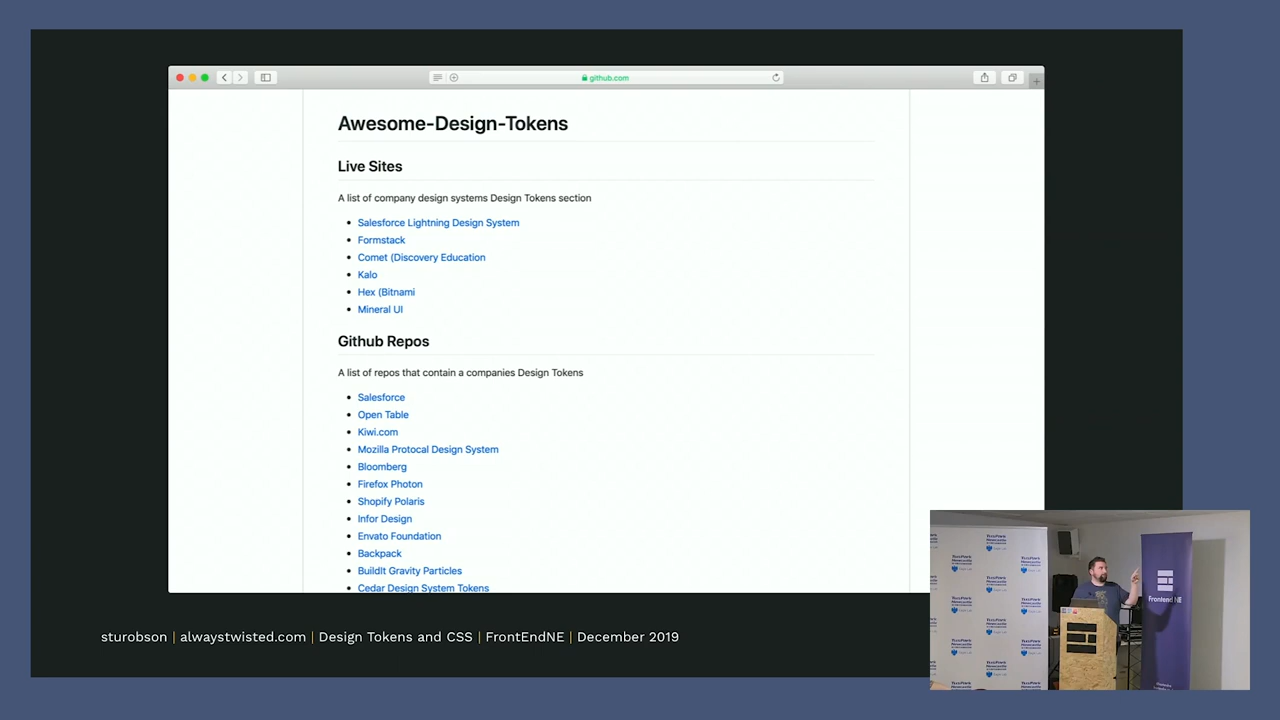 github.com
Awesome-Design-Tokens
Live Sites
A list of company design systems Design Tokens section
Salesforce Lightning Design System
Formstack
Comet (Discovery Education
Kalo
Hex (Bitnami
Mineral UI
Github Repos
A list of repos that contain a companies Design Tokens
Salesforce
Open Table
Kiwi.com
Mozilla Protocal Design System
Bloomberg
Firefox Photon
Shopify Polaris
Infor Design
Envato Foundation
Backpack
BuildIt Gravity Particles
Cedar Design System Tokens
sturobson | alwaystwisted.com | Design Tokens and CSS | FrontEndNE | December 2019
Frontend NE